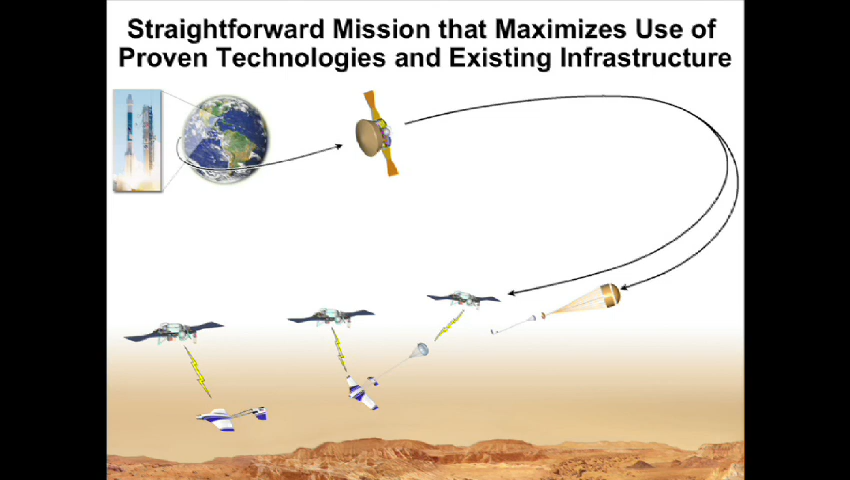 Straightforward Mission that Maximizes Use of
Proven Technologies and Existing Infrastructure